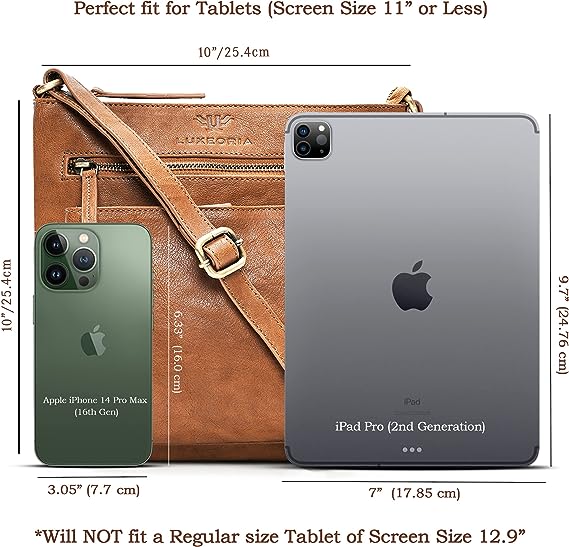 Perfect fit for Tablets (Screen Size 11” or Less)
10”/25.4cm
LUXEORIA
10”/25.4cm
6.33” (16.0 cm)
9.7” (24.76 cm)
Apple iPhone 14 Pro Max
(16th Gen)
iPad
iPad Pro (2nd Generation)
3.05” (7.7 cm)
7” (17.85 cm)
*Will NOT fit a Regular size Tablet of Screen Size 12.9”